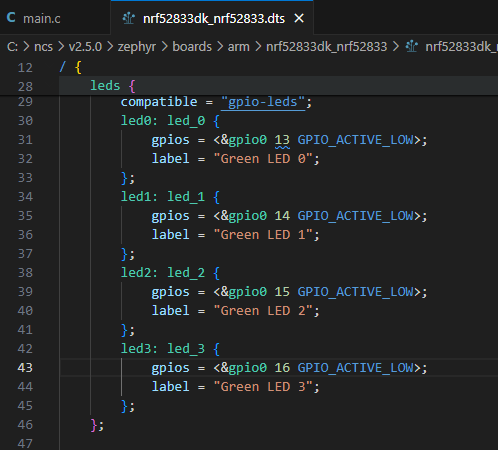 main.c
nrf52833dk_nrf52833.dts
C: > ncs > v2.5.0 > zephyr > boards > arm > nrf52833dk_nrf52833 > nrf52833dk_
12 / {
28 leds {
29 compatible = "gpio-leds";
30 led0: led_0 {
31 gpios = <&gpio0 13 GPIO_ACTIVE_LOW>;
32 label = "Green LED 0";
33 };
34 led1: led_1 {
35 gpios = <&gpio0 14 GPIO_ACTIVE_LOW>;
36 label = "Green LED 1";
37 };
38 led2: led_2 {
39 gpios = <&gpio0 15 GPIO_ACTIVE_LOW>;
40 label = "Green LED 2";
41 };
42 led3: led_3 {
43 gpios = <&gpio0 16 GPIO_ACTIVE_LOW>;
44 label = "Green LED 3";
45 };
46 };
47